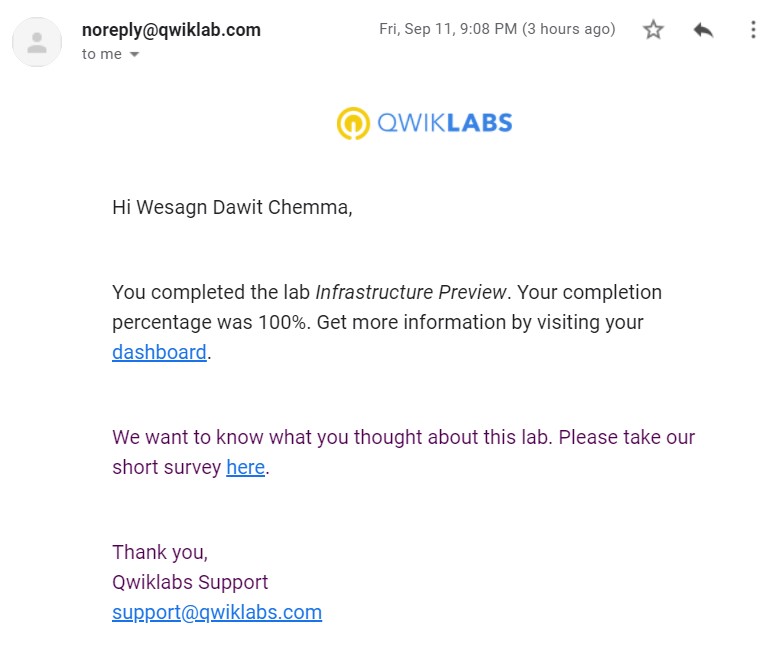 noreply@qwiklab.com
Fri, Sep 11, 9:08 PM (3 hours ago)
to me
QWIKLABS
Hi Wesagn Dawit Chemma,
You completed the lab Infrastructure Preview. Your completion
percentage was 100%. Get more information by visiting your
dashboard.
We want to know what you thought about this lab. Please take our
short survey here.
Thank you,
Qwiklabs Support
support@qwiklabs.com